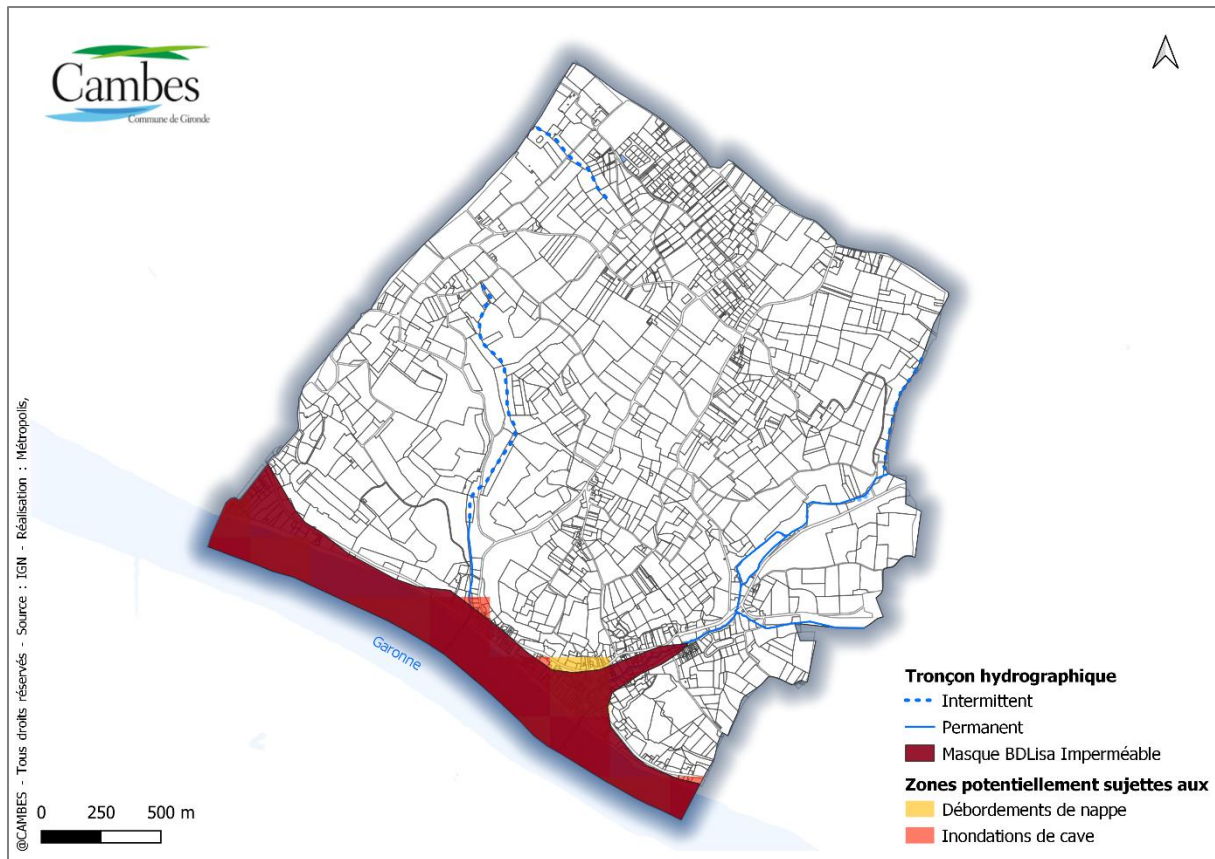 Cambes
Commune de Gironde
@CAMBES - Tous droits réservés - Source : IGN - Réalisation : Métropolis,
Garonne
0 250 500 m
Tronçon hydrographique
Intermittent
Permanent
Masque BDLisa Imperméable
Zones potentiellement sujettes aux
Débordements de nappe
Inondations de cave